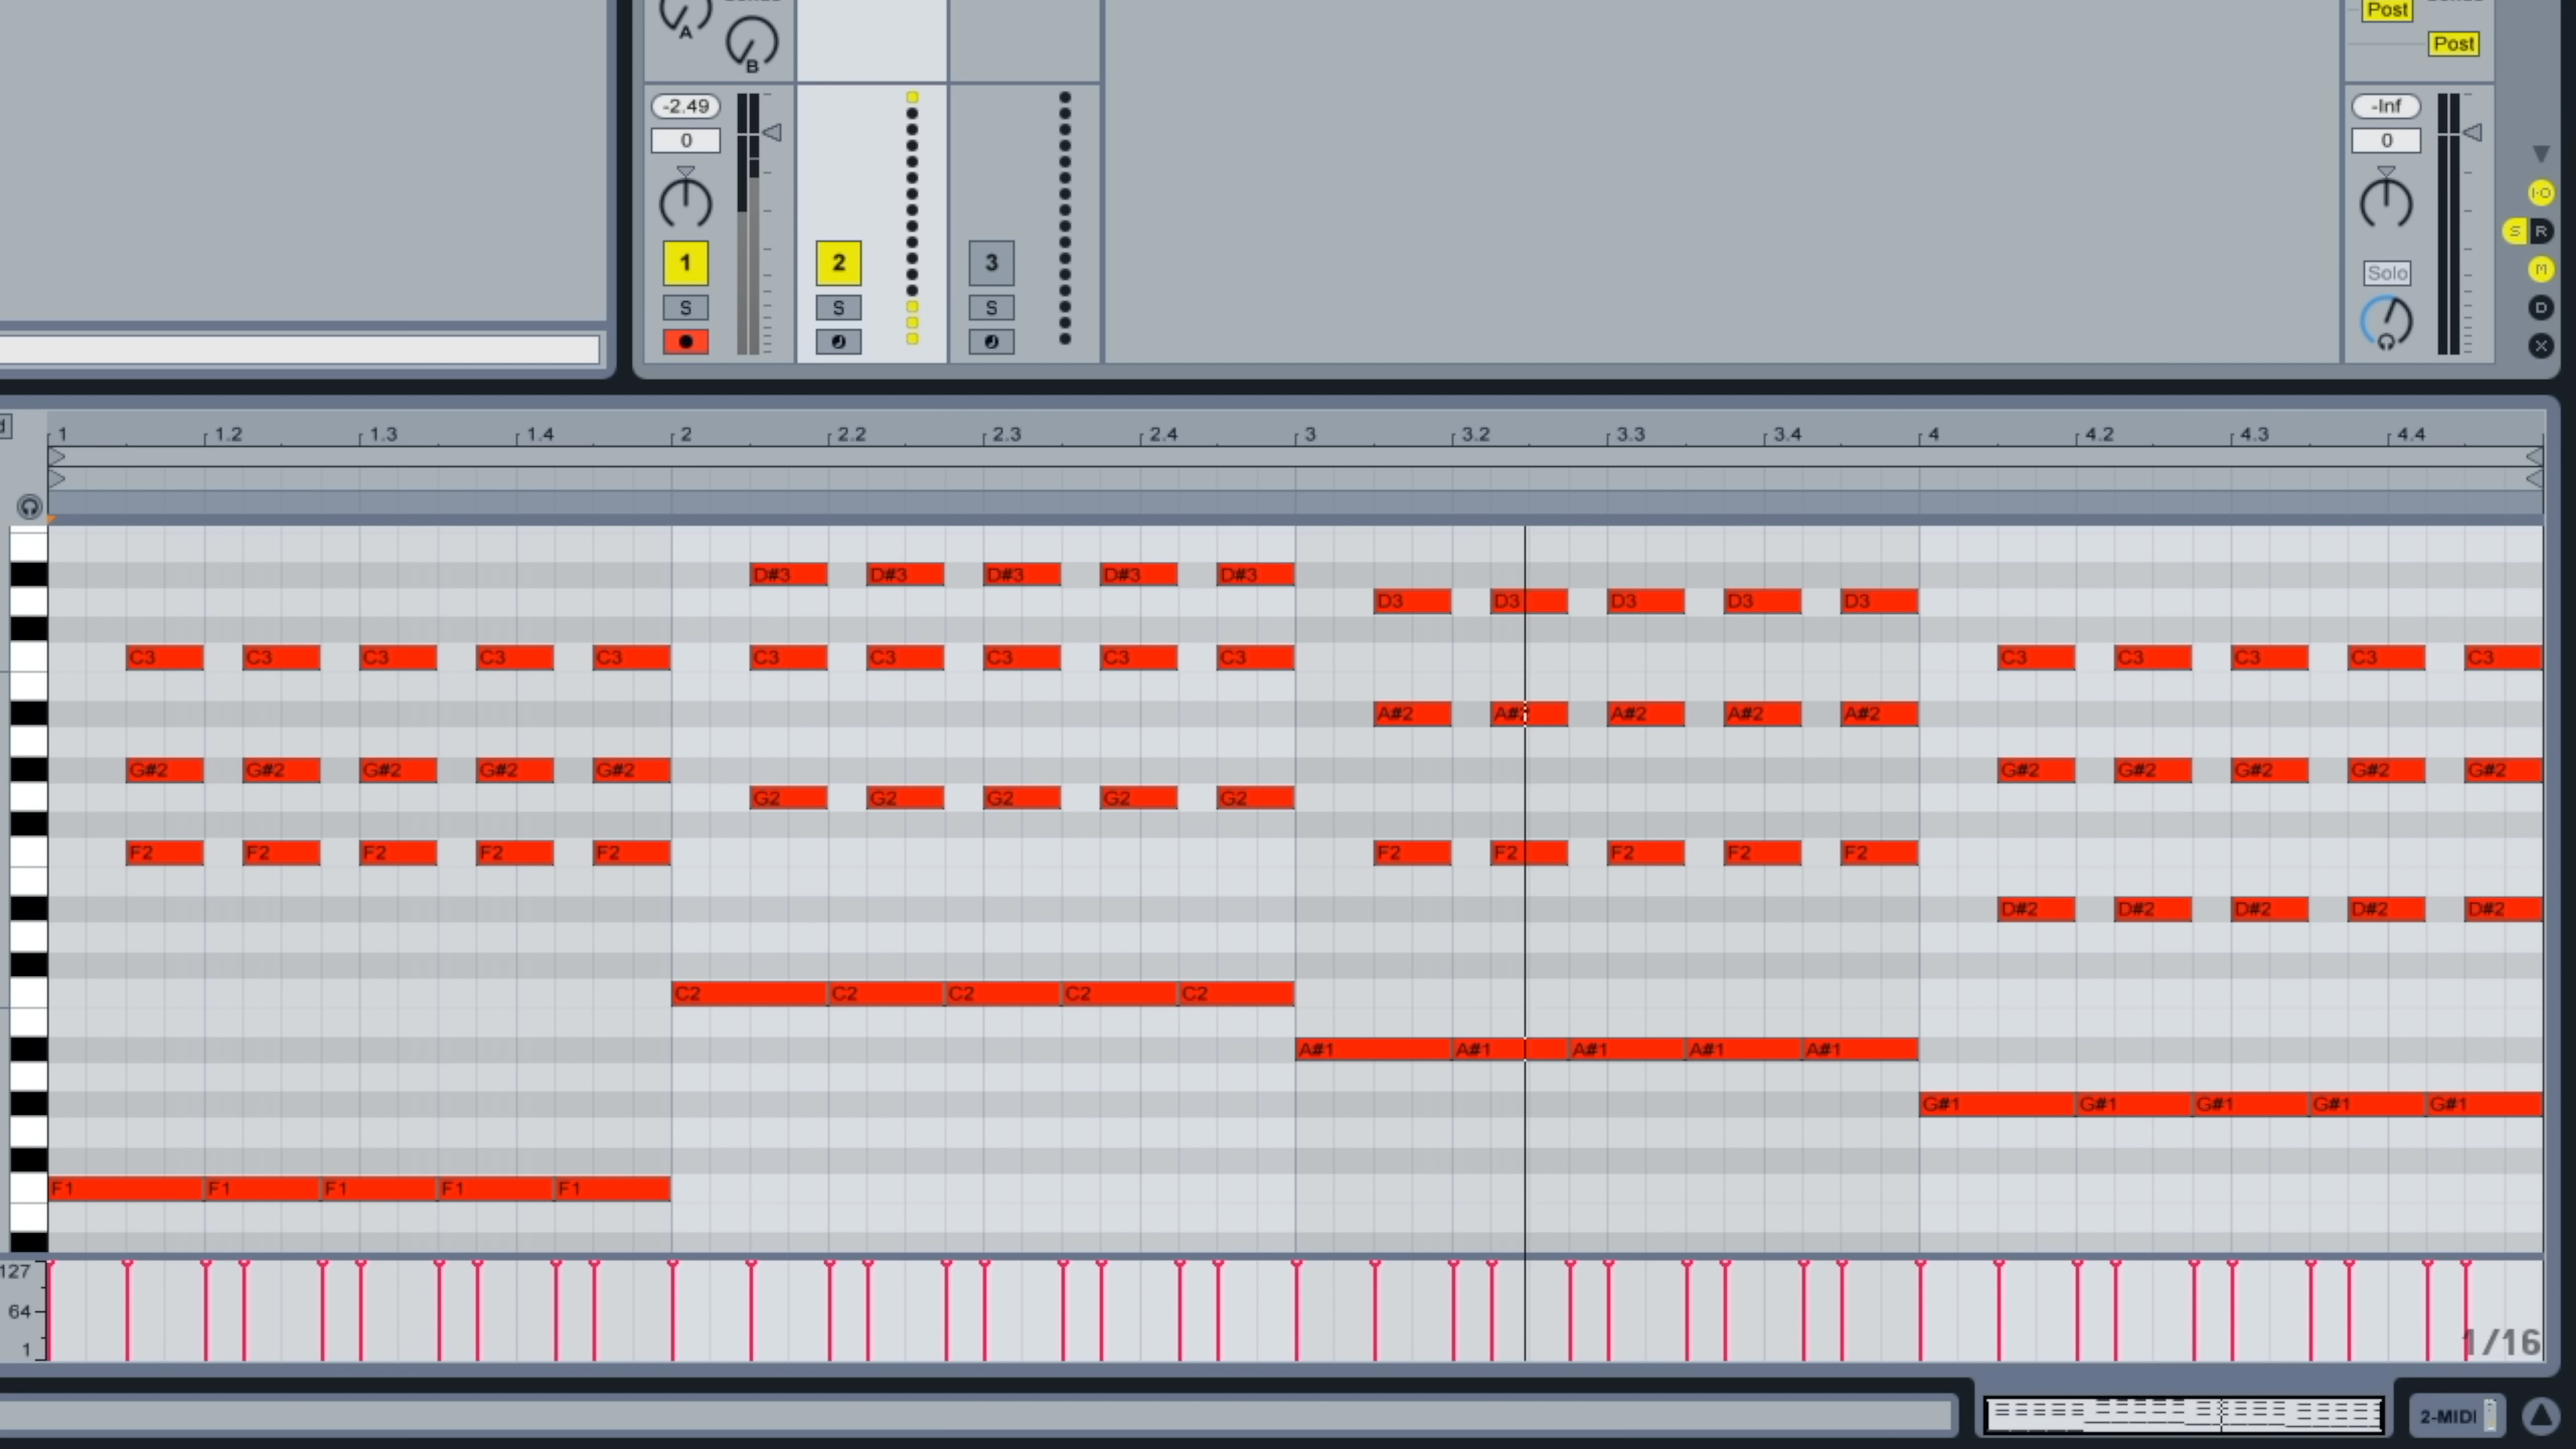 A
B
Post
Post
-2.49
0
-Inf
0
1
2
3
S
S
S
Solo
I·O
S R
M
D
X
1 1.2 1.3 1.4 2 2.2 2.3 2.4 3 3.2 3.3 3.4 4 4.2 4.3 4.4
D#3 D#3 D#3 D#3 D#3
D3 D3 D3 D3 D3
C3 C3 C3 C3 C3 C3 C3 C3 C3 C3 C3 C3 C3 C3 C3
A#2 A# A#2 A#2 A#2
G#2 G#2 G#2 G#2 G#2 G#2 G#2 G#2 G#2 G#2
G2 G2 G2 G2 G2
F2 F2 F2 F2 F2 F2 F2 F2 F2 F2
D#2 D#2 D#2 D#2 D#2
C2 C2 C2 C2 C2
A#1 A#1 A#1 A#1 A#1
G#1 G#1 G#1 G#1 G#1
F1 F1 F1 F1 F1
127
64
1
1/16
2-MIDI